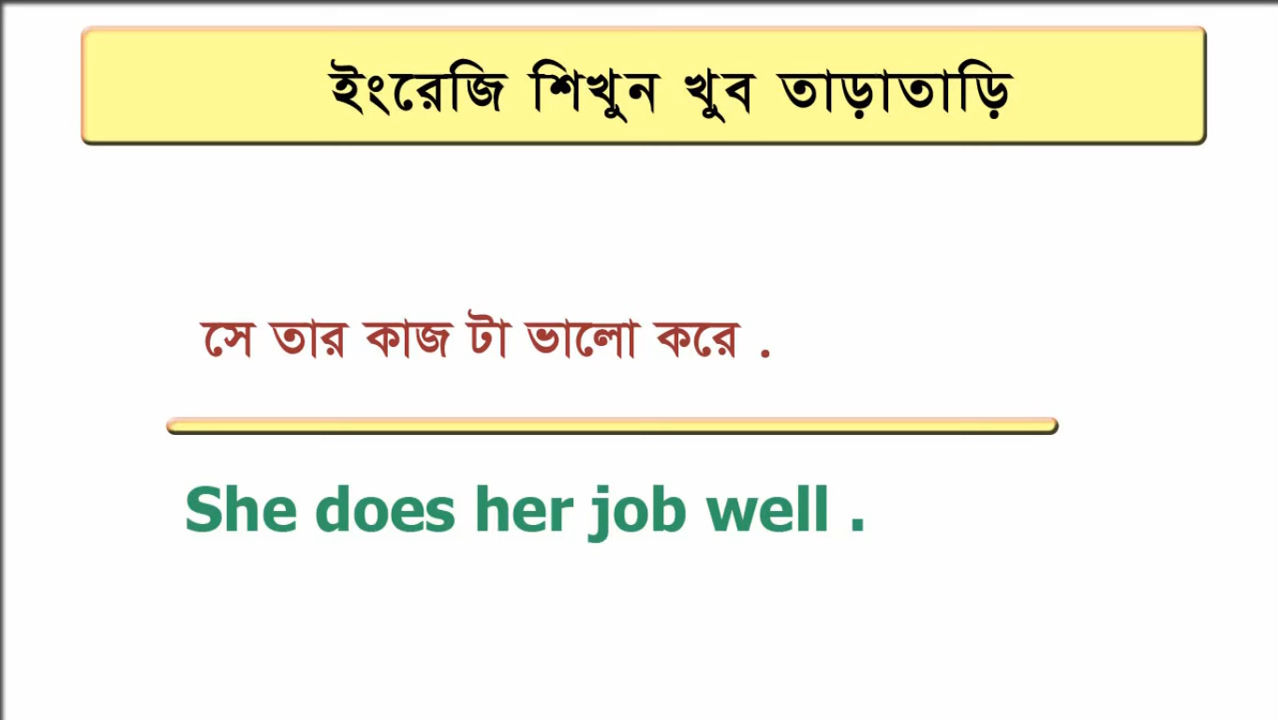 ইংরেজি শিখুন খুব তাড়াতাড়ি
সে তার কাজ টা ভালো করে .
She does her job well .